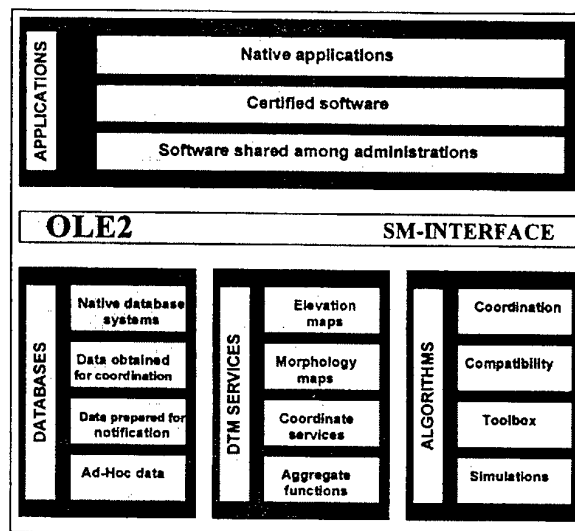 APPLICATIONS
Native applications
Certified software
Software shared among administrations
OLE2 SM-INTERFACE
DATABASES
Native database
systems
Data obtained
for coordination
Data prepared for
notification
Ad-Hoc data
DTM SERVICES
Elevation
maps
Morphology
maps
Coordinate
services
Aggregate
functions
ALGORITHMS
Coordination
Compatibility
Toolbox
Simulations